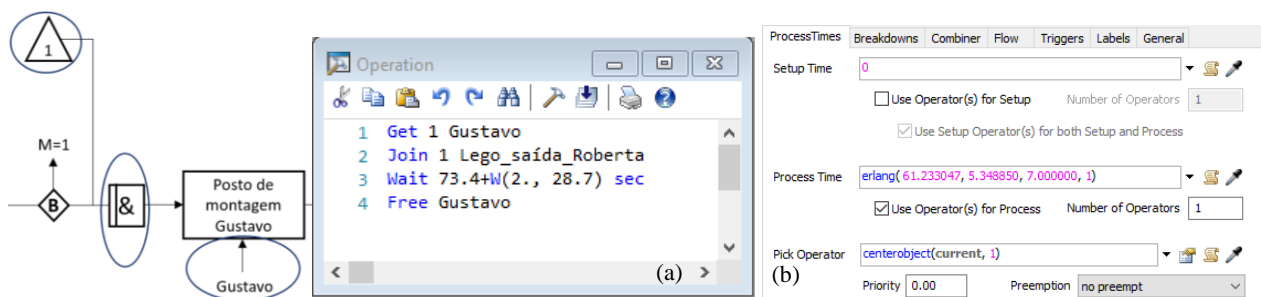 1
M=1
B
&
Posto de
montagem
Gustavo
Gustavo
Operation
1 Get 1 Gustavo
2 Join 1 Lego_saída_Roberta
3 Wait 73.4+W(2., 28.7) sec
4 Free Gustavo
(a)
ProcessTimes Breakdowns Combiner Flow Triggers Labels General
Setup Time 0
Use Operator(s) for Setup Number of Operators 1
Use Setup Operator(s) for both Setup and Process
Process Time erlang( 61.233047, 5.348850, 7.000000, 1)
Use Operator(s) for Process Number of Operators 1
Pick Operator centerobject(current, 1)
(b) Priority 0.00 Preemption no preempt